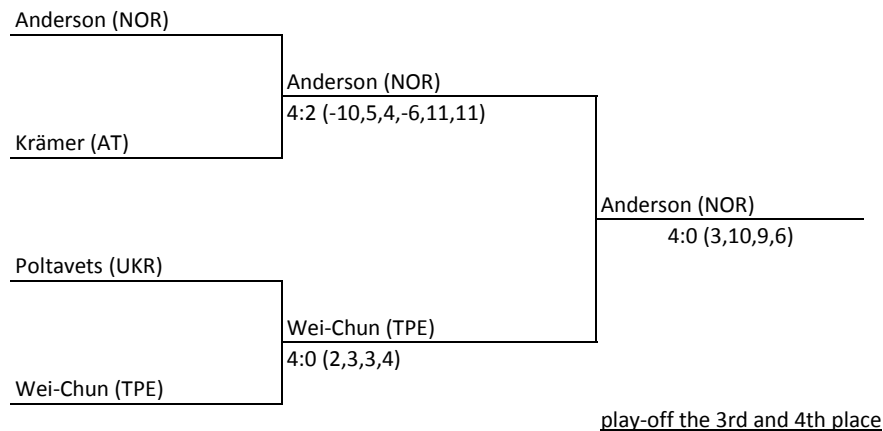 Anderson (NOR)
Anderson (NOR)
4:2 (-10,5,4,-6,11,11)
Krämer (AT)
Anderson (NOR)
4:0 (3,10,9,6)
Poltavets (UKR)
Wei-Chun (TPE)
4:0 (2,3,3,4)
Wei-Chun (TPE)
play-off the 3rd and 4th place